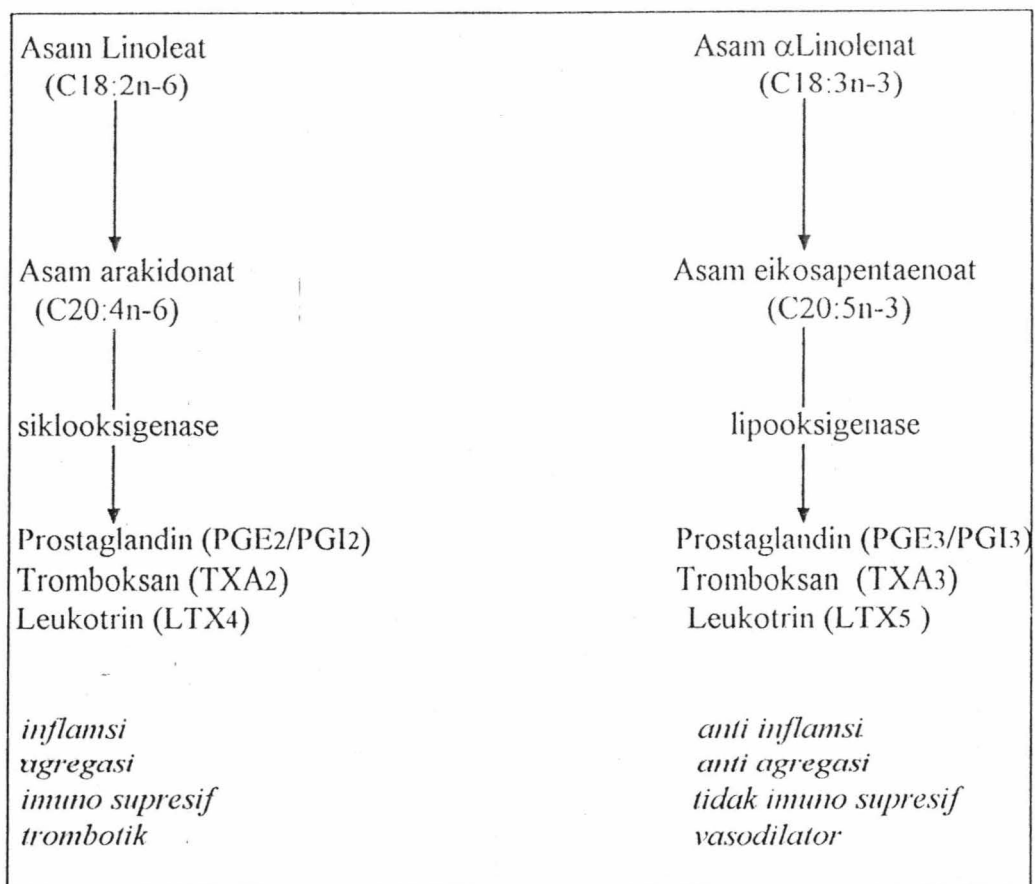 Asam Linoleat
(C18:2n-6)
Asam arakidonat
(C20:4n-6)
siklooksigenase
Prostaglandin (PGE2/PGI2)
Tromboksan (TXA2)
Leukotrin (LTX4)
inflamsi
agregasi
imuno supresif
trombotik
Asam αLinolenat
(C18:3n-3)
Asam eikosapentaenoat
(C20:5n-3)
lipooksigenase
Prostaglandin (PGE3/PGI3)
Tromboksan (TXA3)
Leukotrin (LTX5 )
anti inflamsi
anti agregasi
tidak imuno supresif
vasodilator